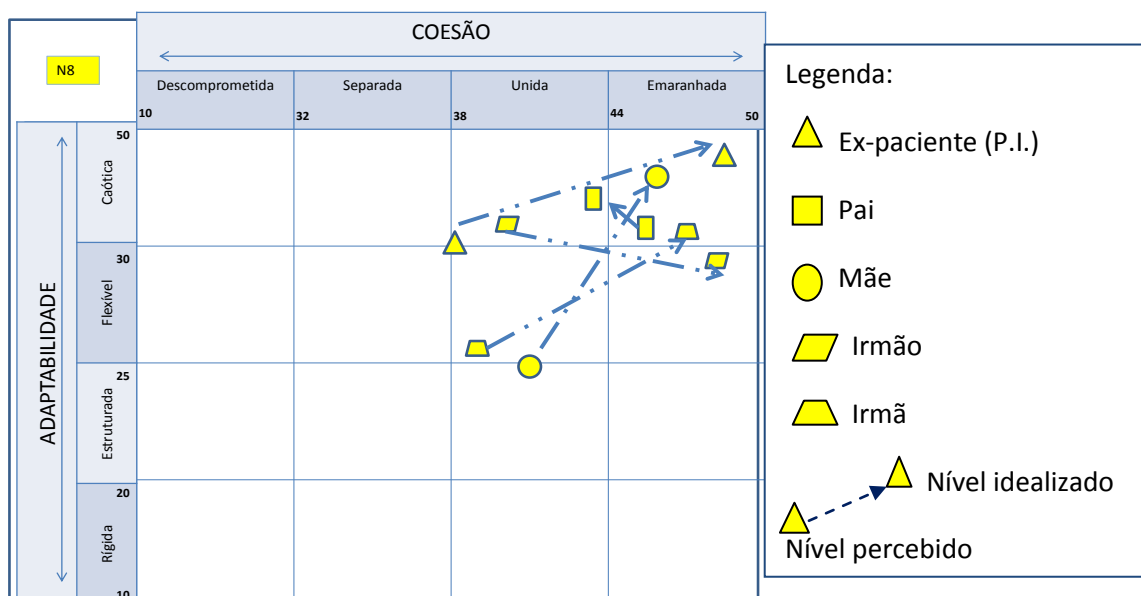 COESÃO
N8
Descomprometida Separada Unida Emaranhada
10 32 38 44 50
ADAPTABILIDADE
50
Caótica
30
Flexível
25
Estruturada
20
Rígida
10
Legenda:
Ex-paciente (P.I.)
Pai
Mãe
Irmão
Irmã
Nível idealizado
Nível percebido